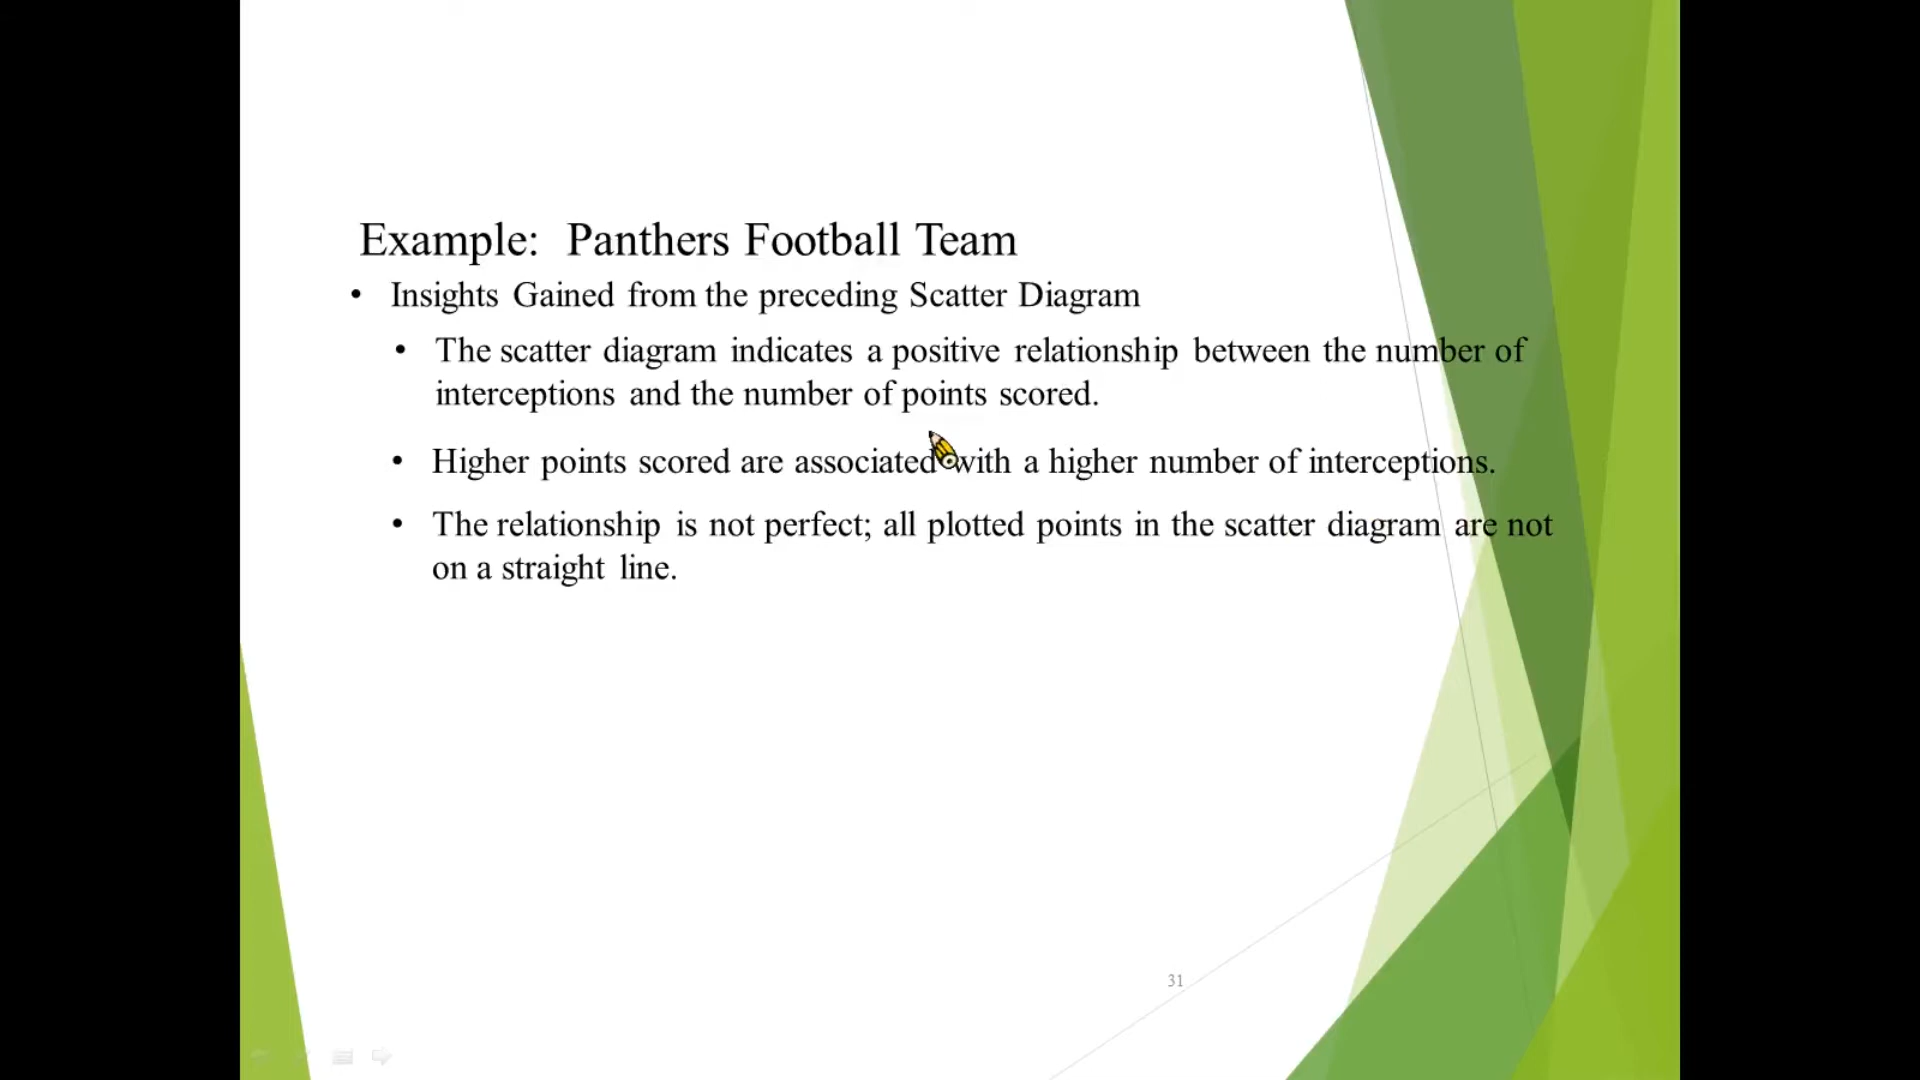 Example: Panthers Football Team
• Insights Gained from the preceding Scatter Diagram
• The scatter diagram indicates a positive relationship between the number of
interceptions and the number of points scored.
• Higher points scored are associated with a higher number of interceptions.
• The relationship is not perfect; all plotted points in the scatter diagram are not
on a straight line.
31